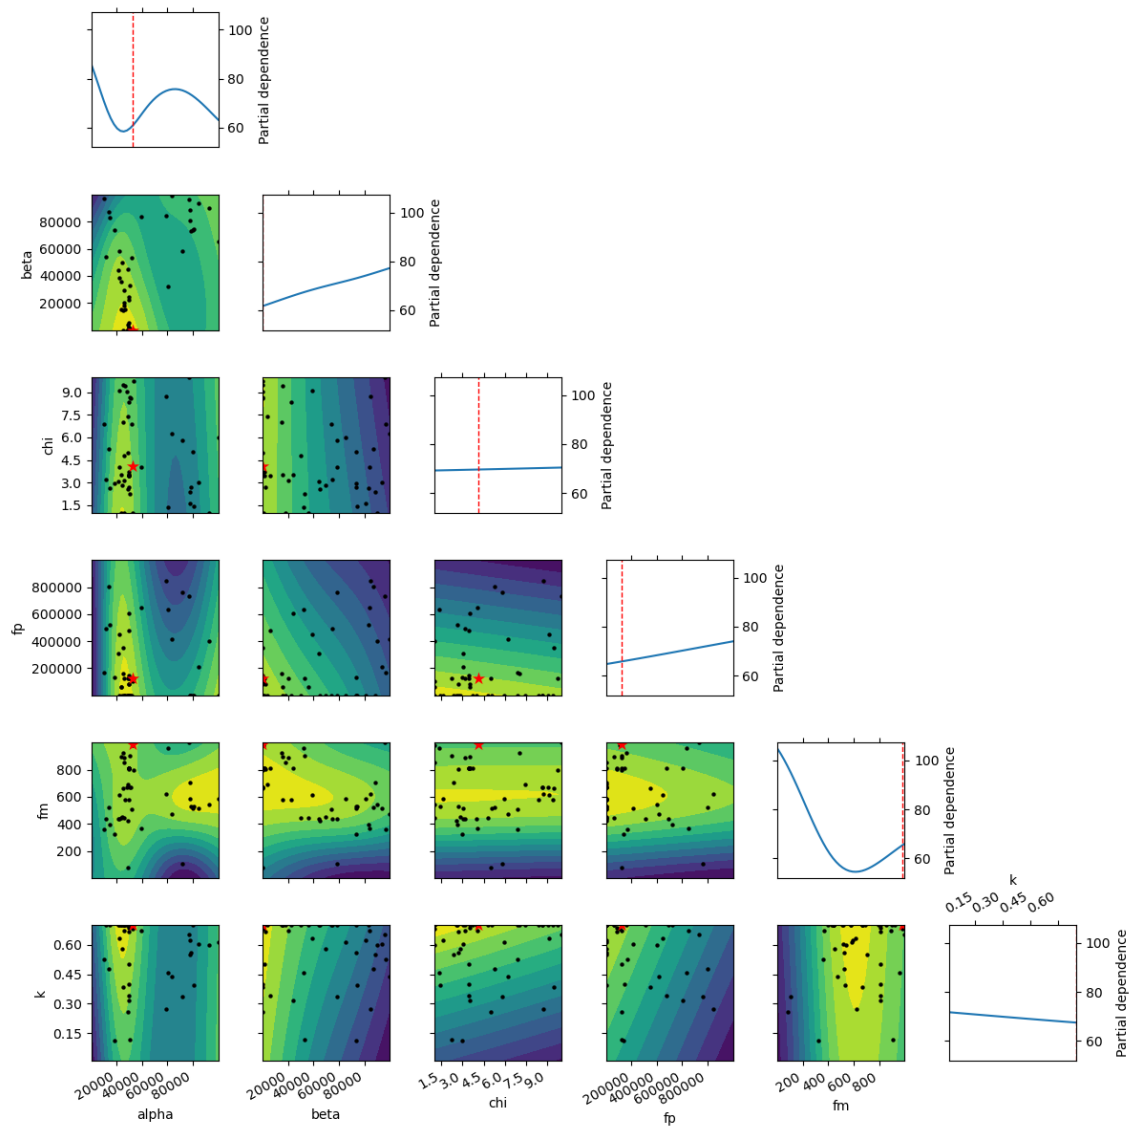 100
80
60
Partial dependence
80000
60000
40000
20000
beta
100
80
60
Partial dependence
9.0
7.5
6.0
4.5
3.0
1.5
chi
100
80
60
Partial dependence
800000
600000
400000
200000
fp
100
80
60
Partial dependence
800
600
400
200
fm
100
80
60
Partial dependence
k
0.15 0.30 0.45 0.60
0.60
0.45
0.30
0.15
k
100
80
60
Partial dependence
20000 40000 60000 80000
alpha
20000 40000 60000 80000
beta
1.5 3.0 4.5 6.0 7.5 9.0
chi
200000 400000 600000 800000
fp
200 400 600 800
fm